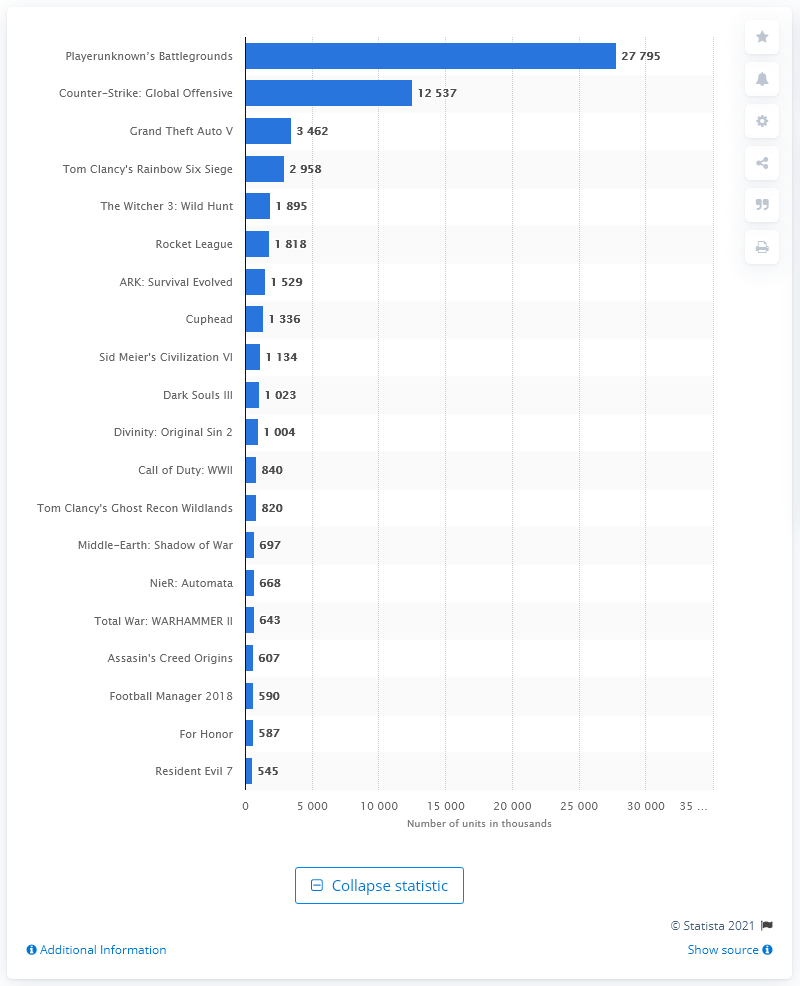 Playerunknown's Battlegrounds 27 795
Counter-Strike: Global Offensive 12 537
Grand Theft Auto V 3 462
Tom Clancy's Rainbow Six Siege 2 958
The Witcher 3: Wild Hunt 1 895
Rocket League 1 818
ARK: Survival Evolved 1 529
Cuphead 1 336
Sid Meier's Civilization VI 1 134
Dark Souls III 1 023
Divinity: Original Sin 2 1 004
Call of Duty: WWII 840
Tom Clancy's Ghost Recon Wildlands 820
Middle-Earth: Shadow of War 697
NieR: Automata 668
Total War: WARHAMMER II 643
Assasin's Creed Origins 607
Football Manager 2018 590
For Honor 587
Resident Evil 7 545
0 5 000 10 000 15 000 20 000 25 000 30 000 35 ...
Number of units in thousands
Collapse statistic
© Statista 2021
Additional Information Show source